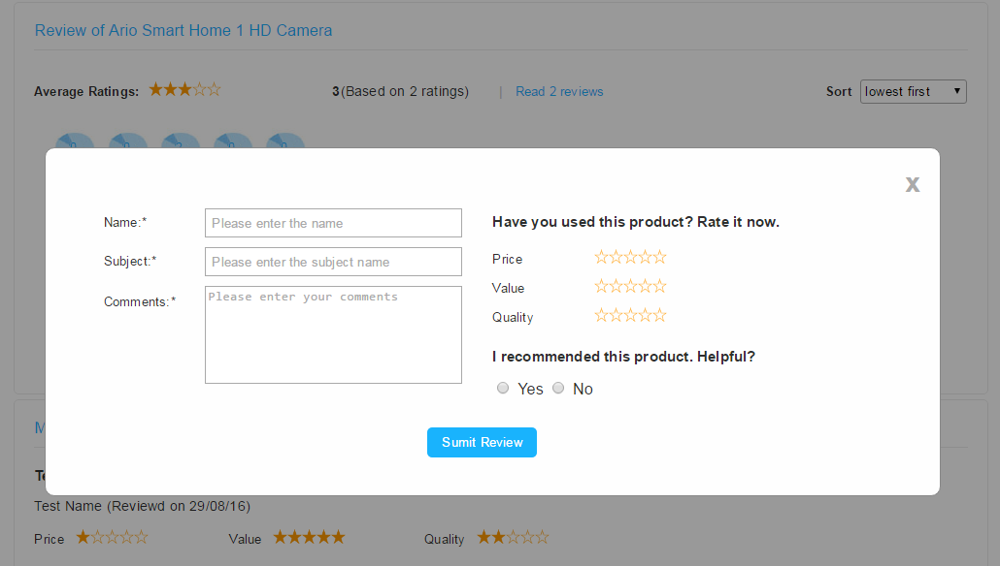 Review of Ario Smart Home 1 HD Camera
Average Ratings: 3(Based on 2 ratings) | Read 2 reviews Sort lowest first
X
Name:* Please enter the name
Subject:* Please enter the subject name
Comments:* Please enter your comments
Have you used this product? Rate it now.
Price
Value
Quality
I recommended this product. Helpful?
Yes No
Sumit Review
Test Name (Reviewd on 29/08/16)
Price Value Quality